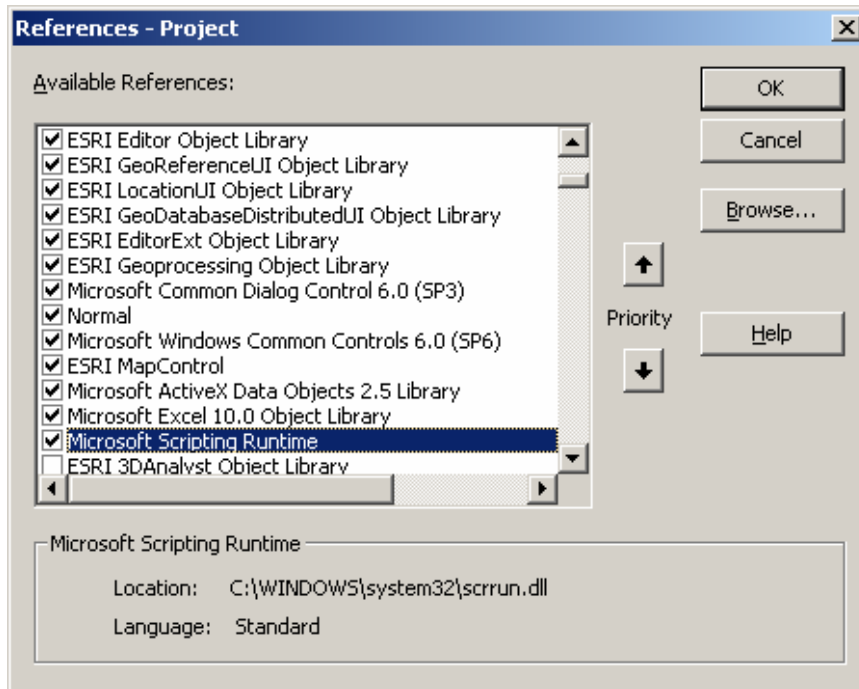 References - Project
Available References:
ESRI Editor Object Library
ESRI GeoReferenceUI Object Library
ESRI LocationUI Object Library
ESRI GeoDatabaseDistributedUI Object Library
ESRI EditorExt Object Library
ESRI Geoprocessing Object Library
Microsoft Common Dialog Control 6.0 (SP3)
Normal
Microsoft Windows Common Controls 6.0 (SP6)
ESRI MapControl
Microsoft ActiveX Data Objects 2.5 Library
Microsoft Excel 10.0 Object Library
Microsoft Scripting Runtime
ESRI 3DAnalyst Object Library
OK
Cancel
Browse...
Priority
Help
Microsoft Scripting Runtime
Location: C:\WINDOWS\system32\scrrun.dll
Language: Standard